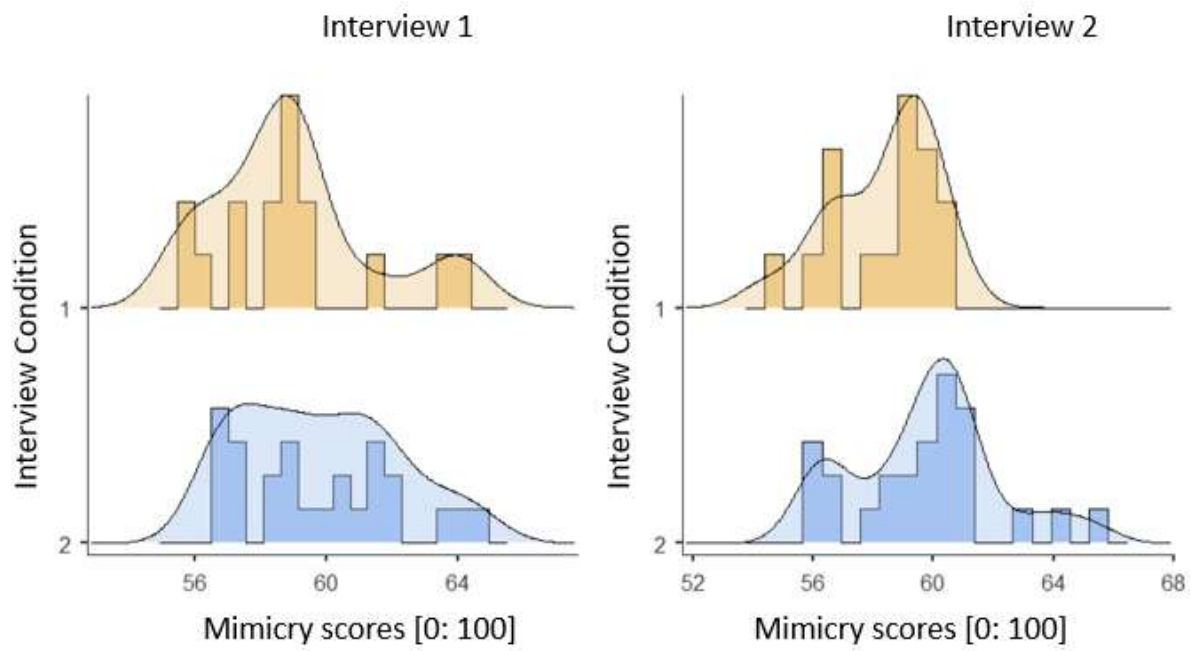 Interview 1
Interview 2
Interview Condition
1
2
56 60 64
Mimicry scores [0: 100]
Interview Condition
1
2
52 56 60 64 68
Mimicry scores [0: 100]